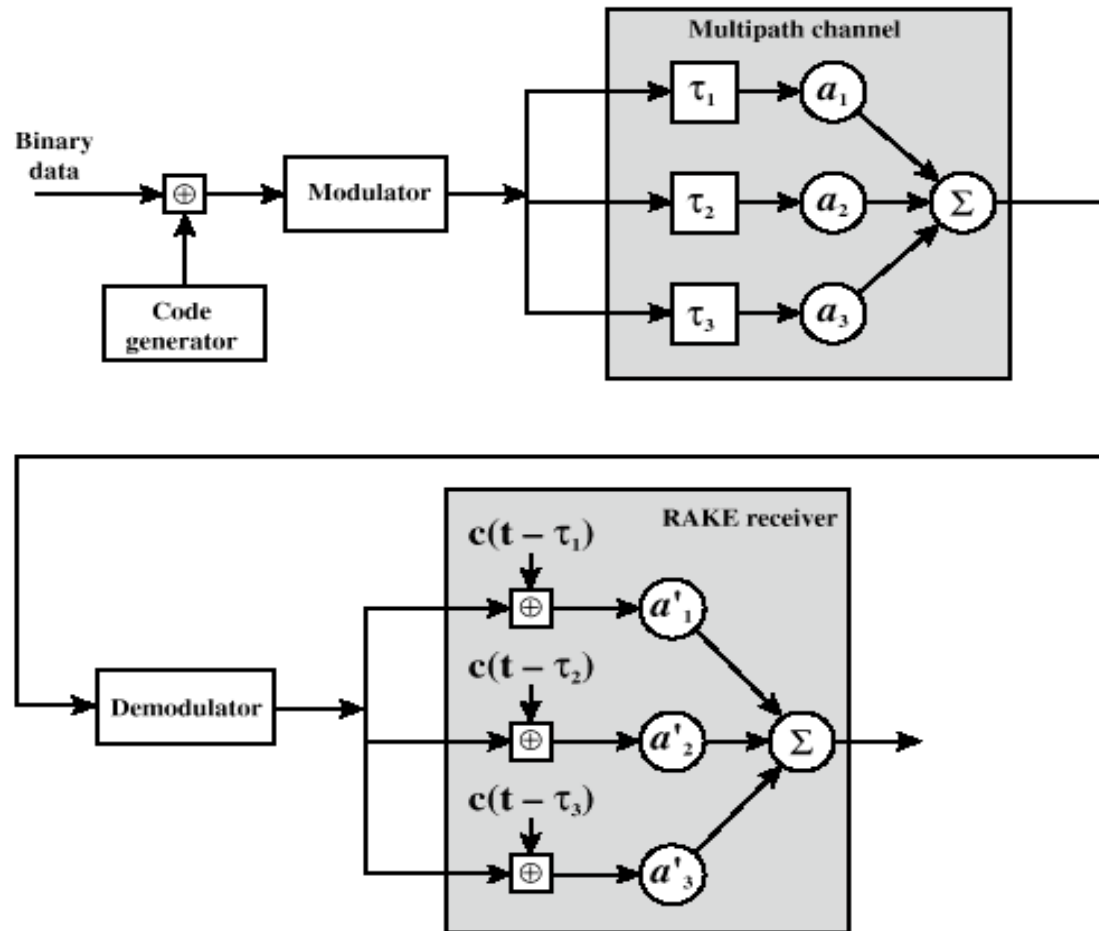 Multipath channel
τ₁
a₁
Binary
data
⊕
Modulator
τ₂
a₂
Σ
Code
generator
τ₃
a₃
RAKE receiver
c(t – τ₁)
⊕
a'₁
c(t – τ₂)
Demodulator
⊕
a'₂
Σ
c(t – τ₃)
⊕
a'₃